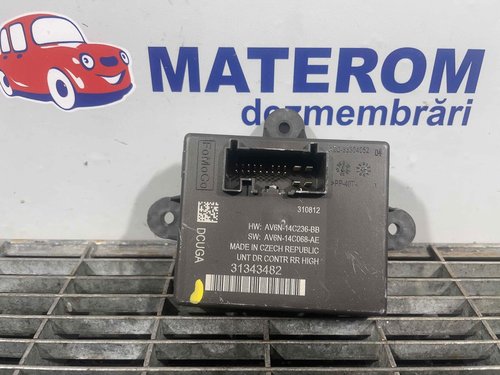 MATEROM
dezmembrări
FoMoCo
DCUGA
310812
HW: AV6N-14C236-BB
SW: AV6N-14C068-AE
MADE IN CZECH REPUBLIC
UNT DR CONTR RR HIGH
31343482
04